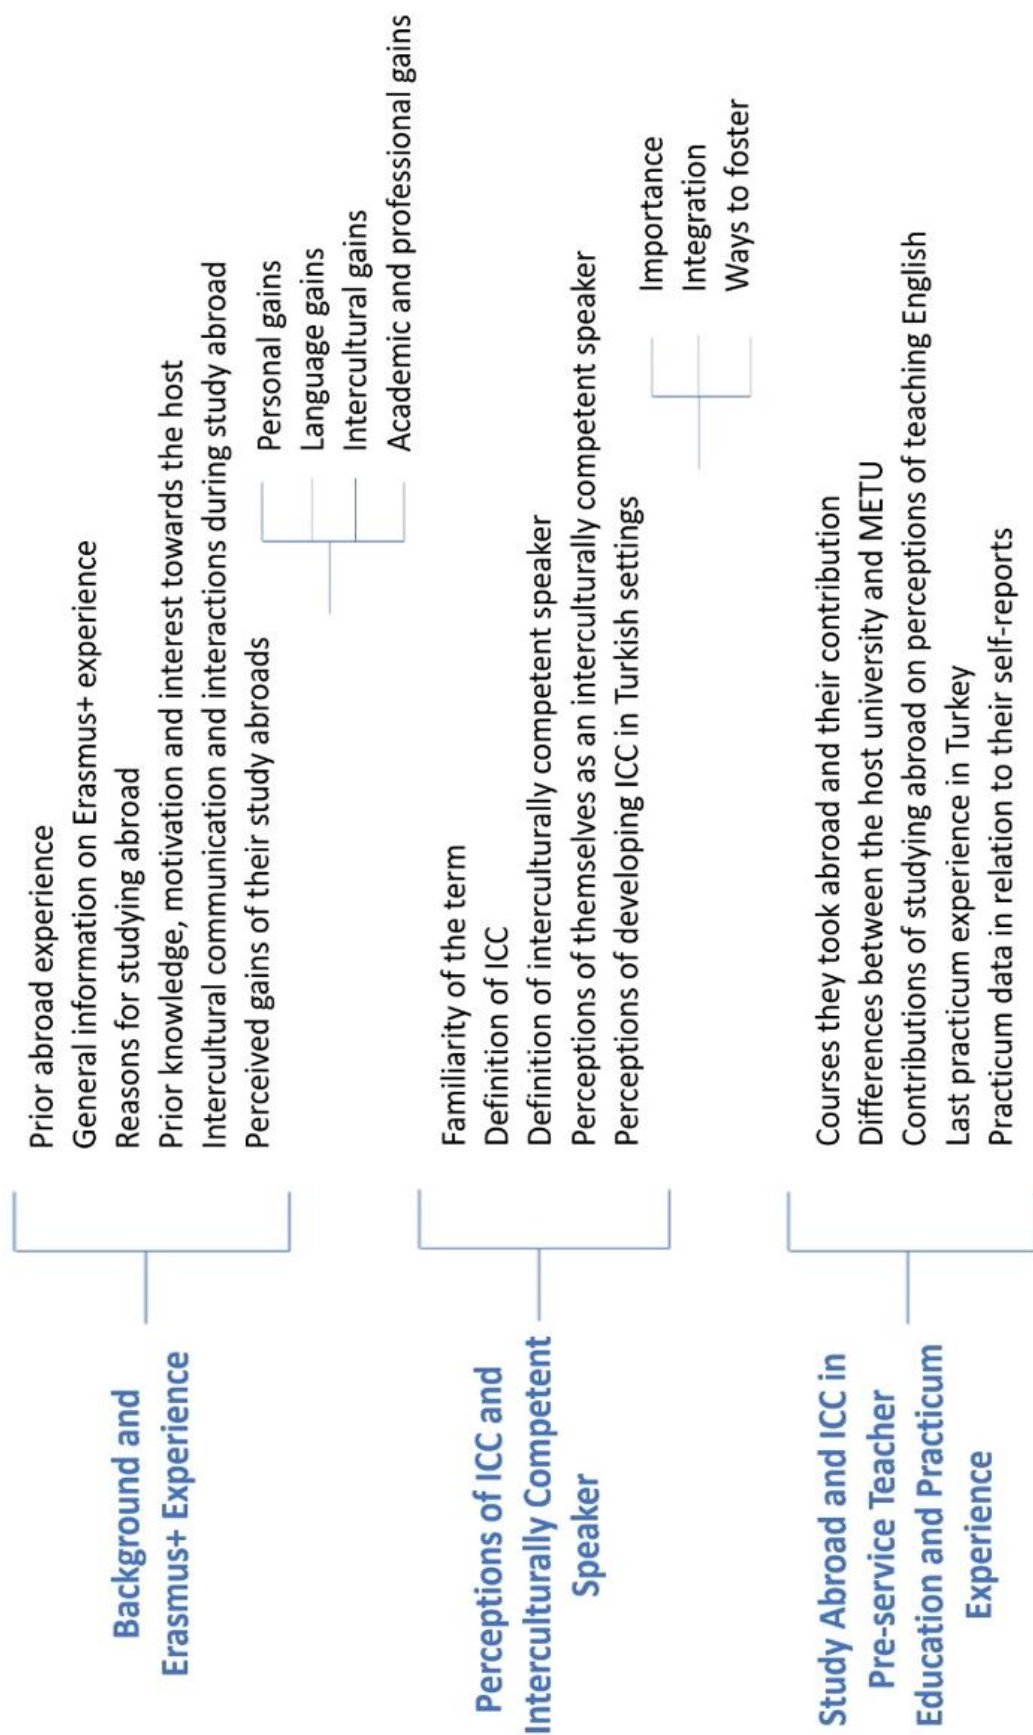 Background and
Erasmus+ Experience
Prior abroad experience
General information on Erasmus+ experience
Reasons for studying abroad
Prior knowledge, motivation and interest towards the host
Intercultural communication and interactions during study abroad
Perceived gains of their study abroads
Personal gains
Language gains
Intercultural gains
Academic and professional gains
Perceptions of ICC and
Interculturally Competent
Speaker
Familiarity of the term
Definition of ICC
Definition of interculturally competent speaker
Perceptions of themselves as an interculturally competent speaker
Perceptions of developing ICC in Turkish settings
Importance
Integration
Ways to foster
Study Abroad and ICC in
Pre-service Teacher
Education and Practicum
Experience
Courses they took abroad and their contribution
Differences between the host university and METU
Contributions of studying abroad on perceptions of teaching English
Last practicum experience in Turkey
Practicum data in relation to their self-reports